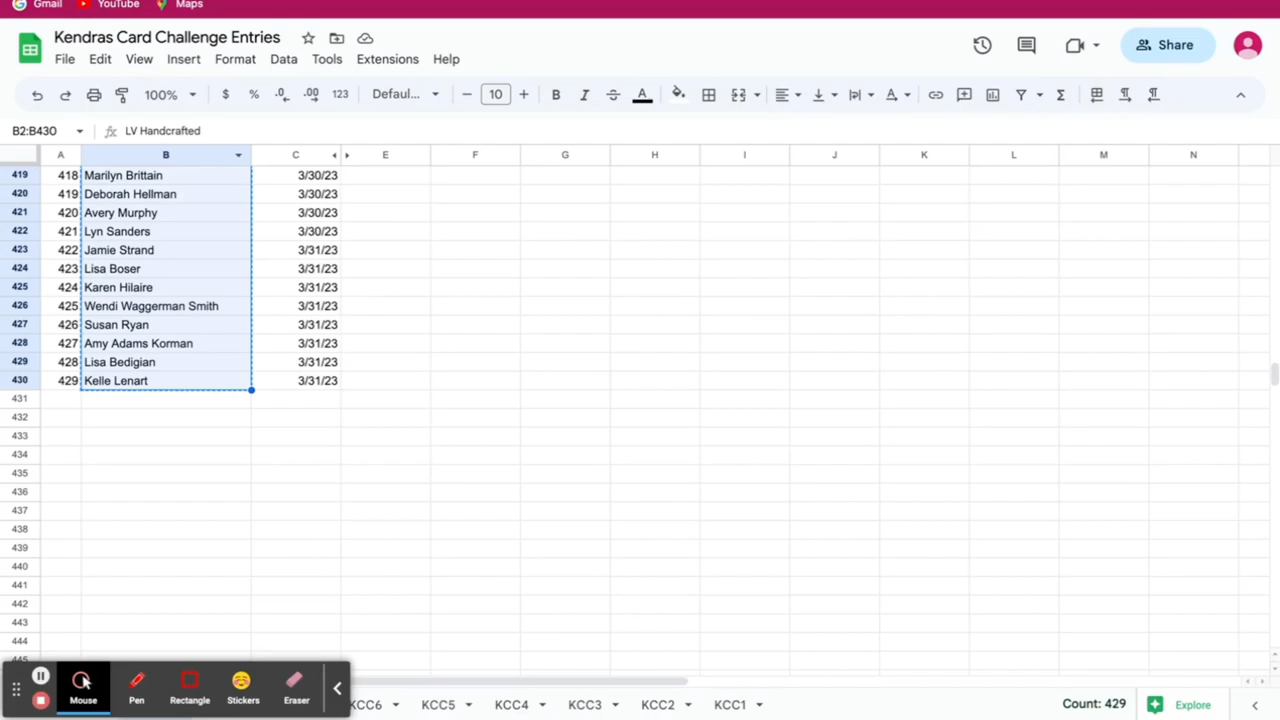 Gmail YouTube Maps
Kendras Card Challenge Entries
File Edit View Insert Format Data Tools Extensions Help
Share
100% $ % .0 .00 123 Defaul... 10 B I A
B2:B430 fx LV Handcrafted
A B C E F G H I J K L M N
419 418 Marilyn Brittain 3/30/23
420 419 Deborah Hellman 3/30/23
421 420 Avery Murphy 3/30/23
422 421 Lyn Sanders 3/30/23
423 422 Jamie Strand 3/31/23
424 423 Lisa Boser 3/31/23
425 424 Karen Hilaire 3/31/23
426 425 Wendi Waggerman Smith 3/31/23
427 426 Susan Ryan 3/31/23
428 427 Amy Adams Korman 3/31/23
429 428 Lisa Bedigian 3/31/23
430 429 Kelle Lenart 3/31/23
431
432
433
434
435
436
437
438
439
440
441
442
443
444
445
Mouse Pen Rectangle Stickers Eraser
KCC6 KCC5 KCC4 KCC3 KCC2 KCC1 Count: 429 Explore